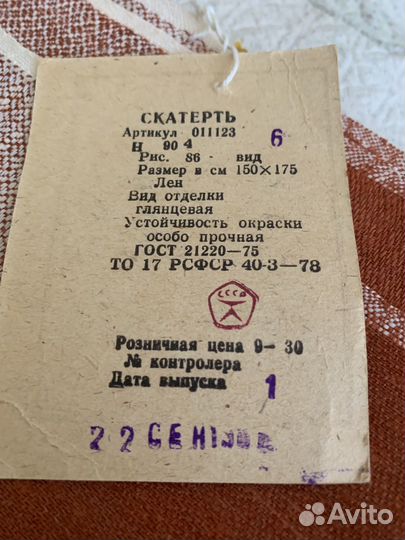 СКАТЕРТЬ
Артикул 011123
6
Н 90 4
Рис. 86 - вид
Размер в см 150×175
Лен
Вид отделки
глянцевая
Устойчивость окраски
особо прочная
ГОСТ 21220—75
ТО 17 РСФСР 40-3—78
СССР
Розничная цена 9— 30
№ контролера
Дата выпуска 1
22 СЕН
Avito